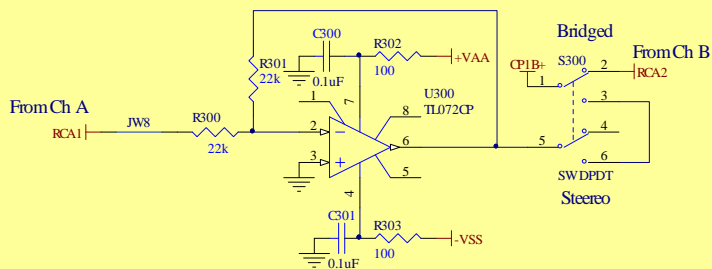 Bridged
C300
R302
+VAA
0.1uF
100
S300
From Ch B
CP1B+
1
2
RCA2
R301
22k
U300
TL072CP
1
7
8
3
From Ch A
RCA1
JW8
R300
22k
2
6
5
4
3
5
6
4
SWDPDT
Steereo
C301
R303
-VSS
0.1uF
100